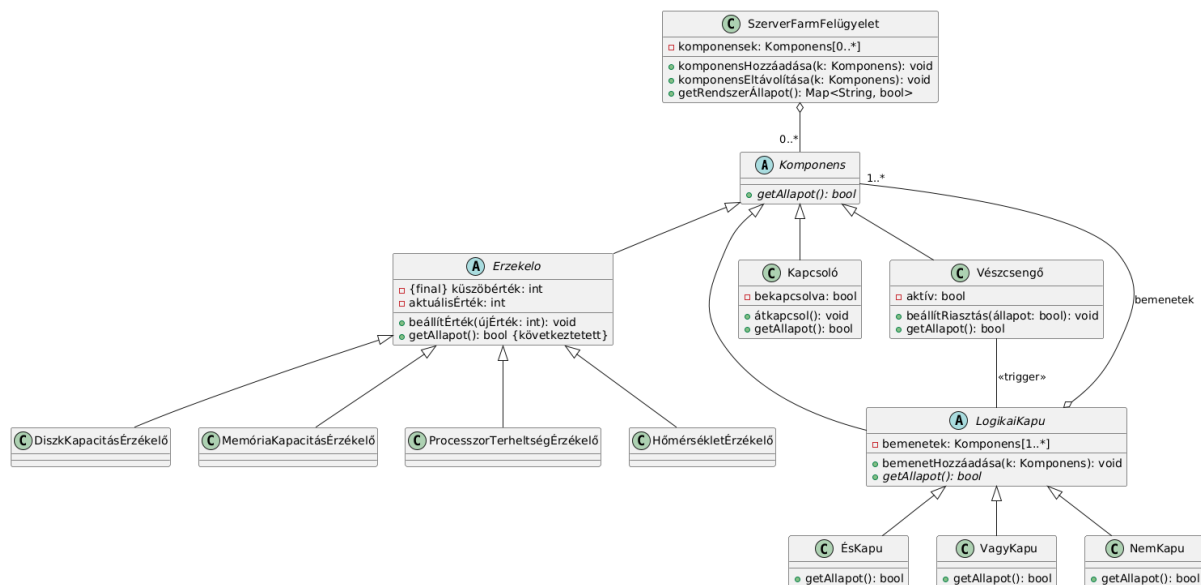 C SzerverFarmFelügyelet
komponensek: Komponens[0..*]
komponensHozzáadása(k: Komponens): void
komponensEltávolítása(k: Komponens): void
getRendszerÁllapot(): Map<String, bool>
0..*
A Komponens
getAllapot(): bool
1..*
A Erzekelo
{final} küszöbérték: int
aktuálisÉrték: int
beállítÉrték(újÉrték: int): void
getAllapot(): bool {következtetett}
C Kapcsoló
bekapcsolva: bool
átkapcsol(): void
getAllapot(): bool
C Vészcsengő
aktív: bool
beállítRiasztás(állapot: bool): void
getAllapot(): bool
bemenetek
«trigger»
C DiszkKapacitásÉrzékelő
C MemóriaKapacitásÉrzékelő
C ProcesszorTerheltségÉrzékelő
C HőmérsékletÉrzékelő
A LogikaiKapu
bemenetek: Komponens[1..*]
bemenetHozzáadása(k: Komponens): void
getAllapot(): bool
C ÉsKapu
getAllapot(): bool
C VagyKapu
getAllapot(): bool
C NemKapu
getAllapot(): bool